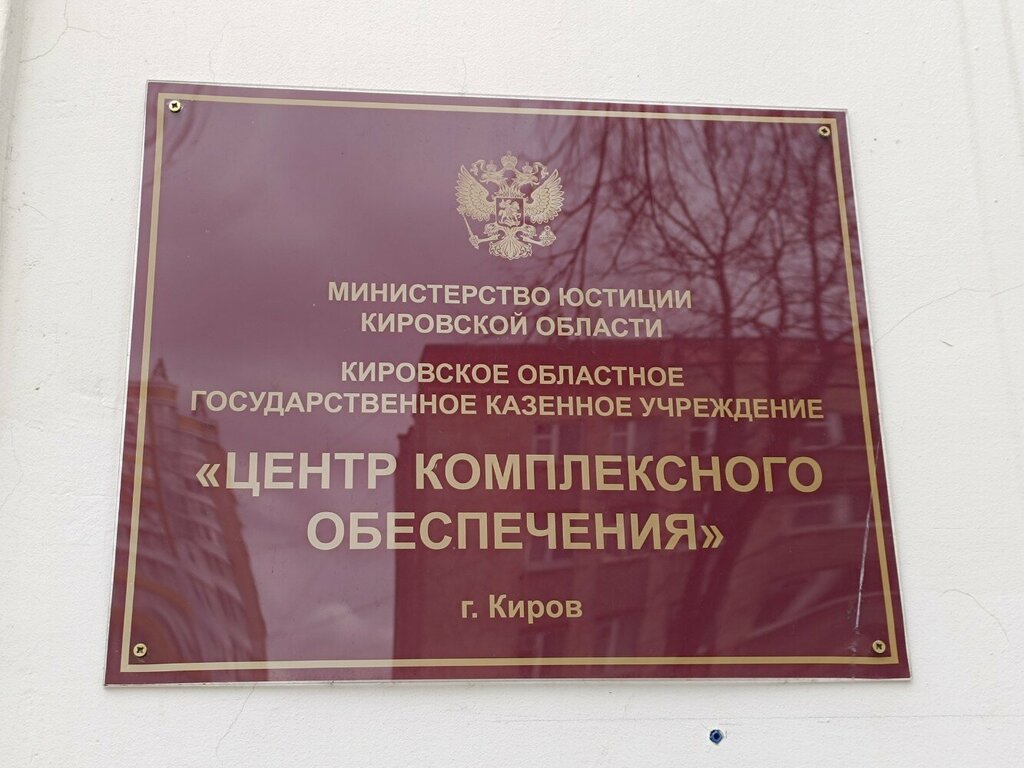 МИНИСТЕРСТВО ЮСТИЦИИ
КИРОВСКОЙ ОБЛАСТИ
КИРОВСКОЕ ОБЛАСТНОЕ
ГОСУДАРСТВЕННОЕ КАЗЕННОЕ УЧРЕЖДЕНИЕ
«ЦЕНТР КОМПЛЕКСНОГО
ОБЕСПЕЧЕНИЯ»
г. Киров